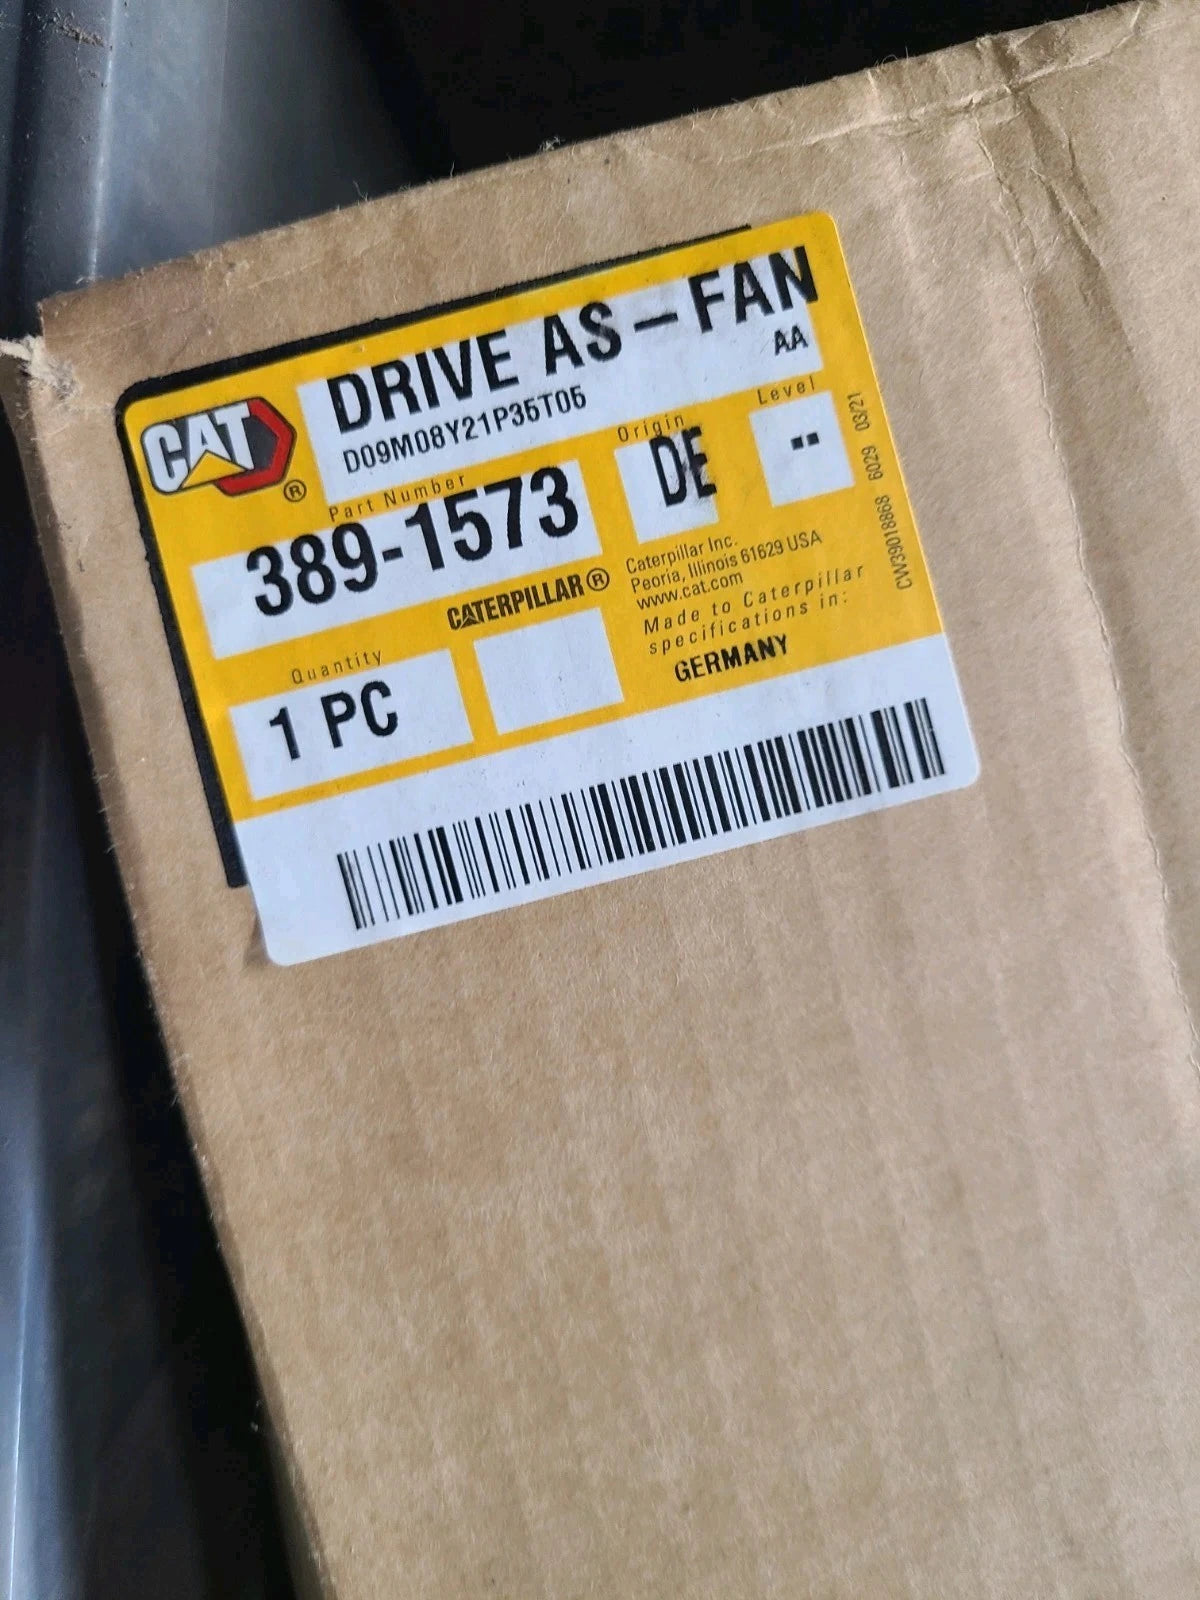 DRIVE AS-FAN
D09M08Y21P35T05
AA
CAT®
Part Number
389-1573
Origin
DE
Level
--
CATERPILLAR®
Quantity
1 PC
Caterpillar Inc.
Peoria, Illinois 61629 USA
www.cat.com
Made to Caterpillar
specifications in:
GERMANY
CW39018868 6029 03/21